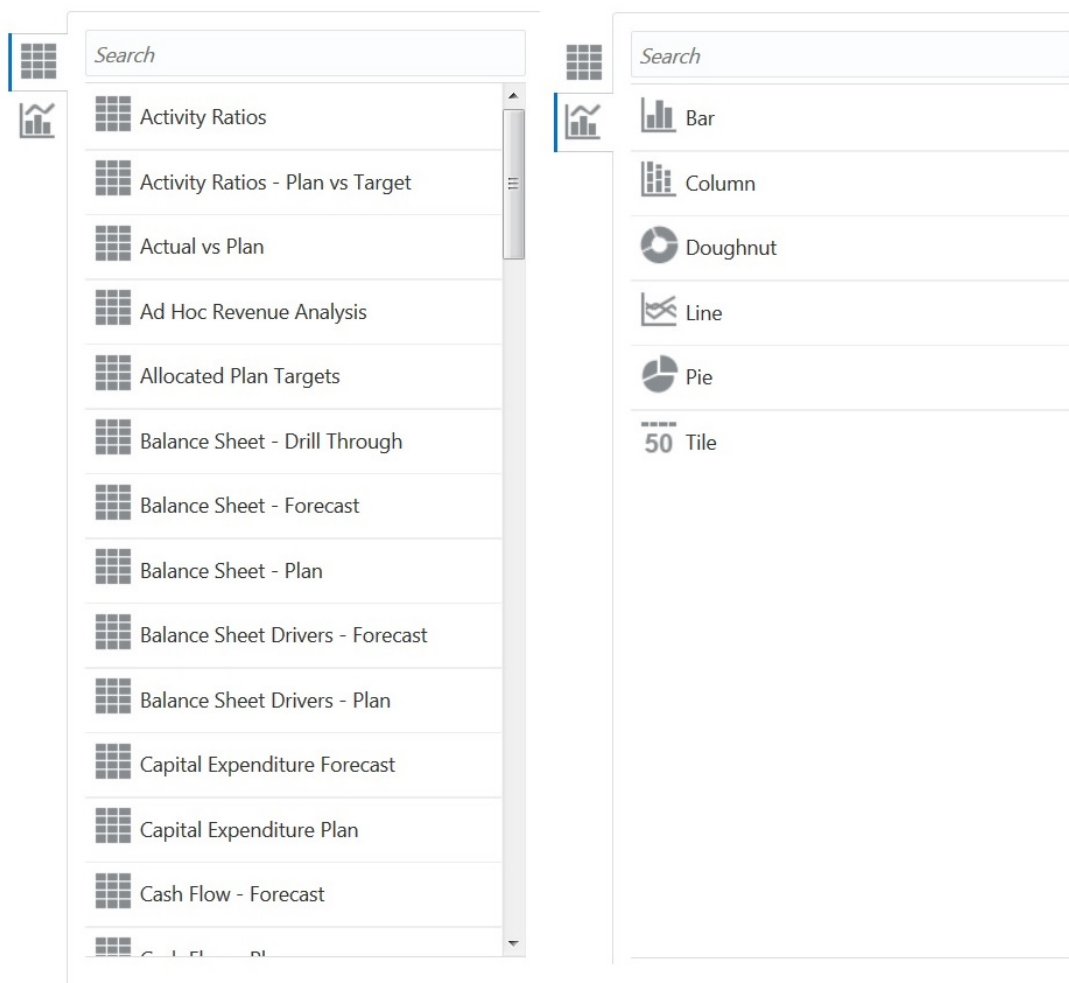 Search
Activity Ratios
Activity Ratios - Plan vs Target
Actual vs Plan
Ad Hoc Revenue Analysis
Allocated Plan Targets
Balance Sheet - Drill Through
Balance Sheet - Forecast
Balance Sheet - Plan
Balance Sheet Drivers - Forecast
Balance Sheet Drivers - Plan
Capital Expenditure Forecast
Capital Expenditure Plan
Cash Flow - Forecast
Search
Bar
Column
Doughnut
Line
Pie
50 Tile